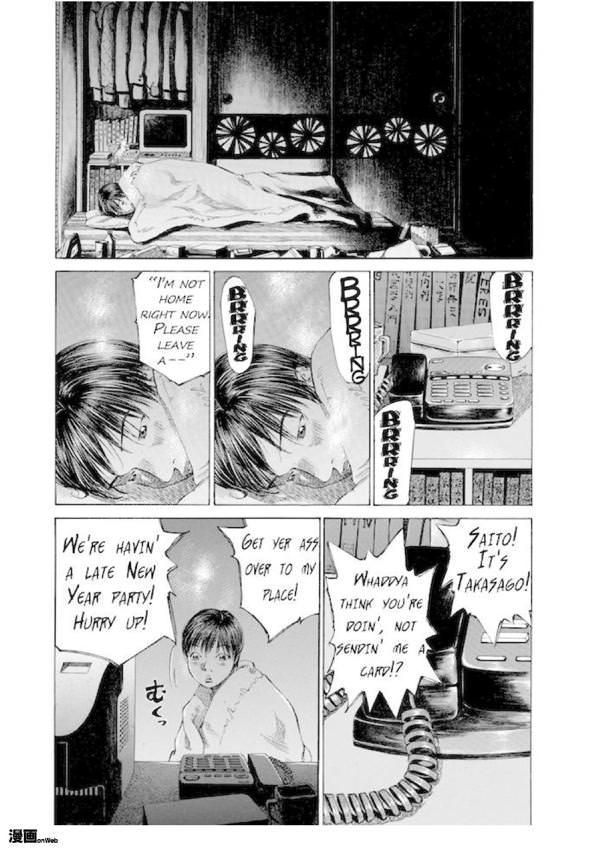 BRRRRING
BRRRRING
BRRRRING
BRRRRING
"I'M NOT
HOME
RIGHT NOW.
PLEASE
LEAVE
A--"
SAITO!
IT'S
TAKASAGO!
WHADDYA
THINK YOU'RE
DOIN', NOT
SENDIN' ME A
CARD!?
GET YER ASS
OVER TO MY
PLACE!
WE'RE HAVIN'
A LATE NEW
YEAR PARTY!
HURRY UP!
むくっ
漫画onWeb